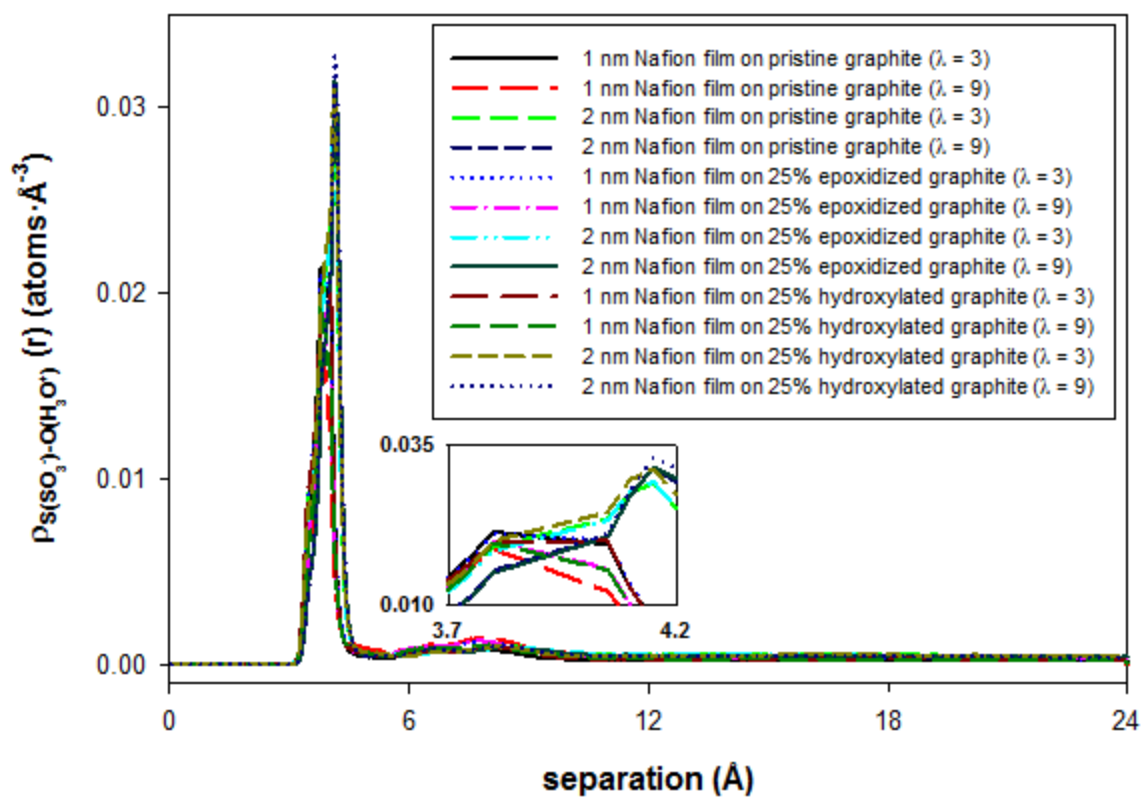 0.03
0.02
0.01
0.00
ρS(SO3-)-O(H3O+) (r) (atoms·Å-3)
1 nm Nafion film on pristine graphite (λ = 3)
1 nm Nafion film on pristine graphite (λ = 9)
2 nm Nafion film on pristine graphite (λ = 3)
2 nm Nafion film on pristine graphite (λ = 9)
1 nm Nafion film on 25% epoxidized graphite (λ = 3)
1 nm Nafion film on 25% epoxidized graphite (λ = 9)
2 nm Nafion film on 25% epoxidized graphite (λ = 3)
2 nm Nafion film on 25% epoxidized graphite (λ = 9)
1 nm Nafion film on 25% hydroxylated graphite (λ = 3)
1 nm Nafion film on 25% hydroxylated graphite (λ = 9)
2 nm Nafion film on 25% hydroxylated graphite (λ = 3)
2 nm Nafion film on 25% hydroxylated graphite (λ = 9)
0.035
0.010
3.7 4.2
0 6 12 18 24
separation (Å)